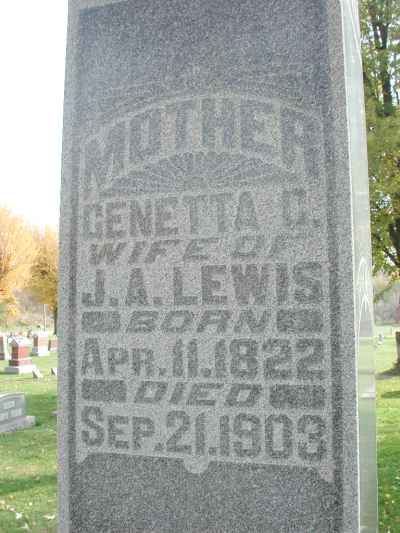 MOTHER
GENETTA C.
WIFE OF
J.A. LEWIS
BORN
APR. 11. 1822
DIED
SEP. 21. 1903